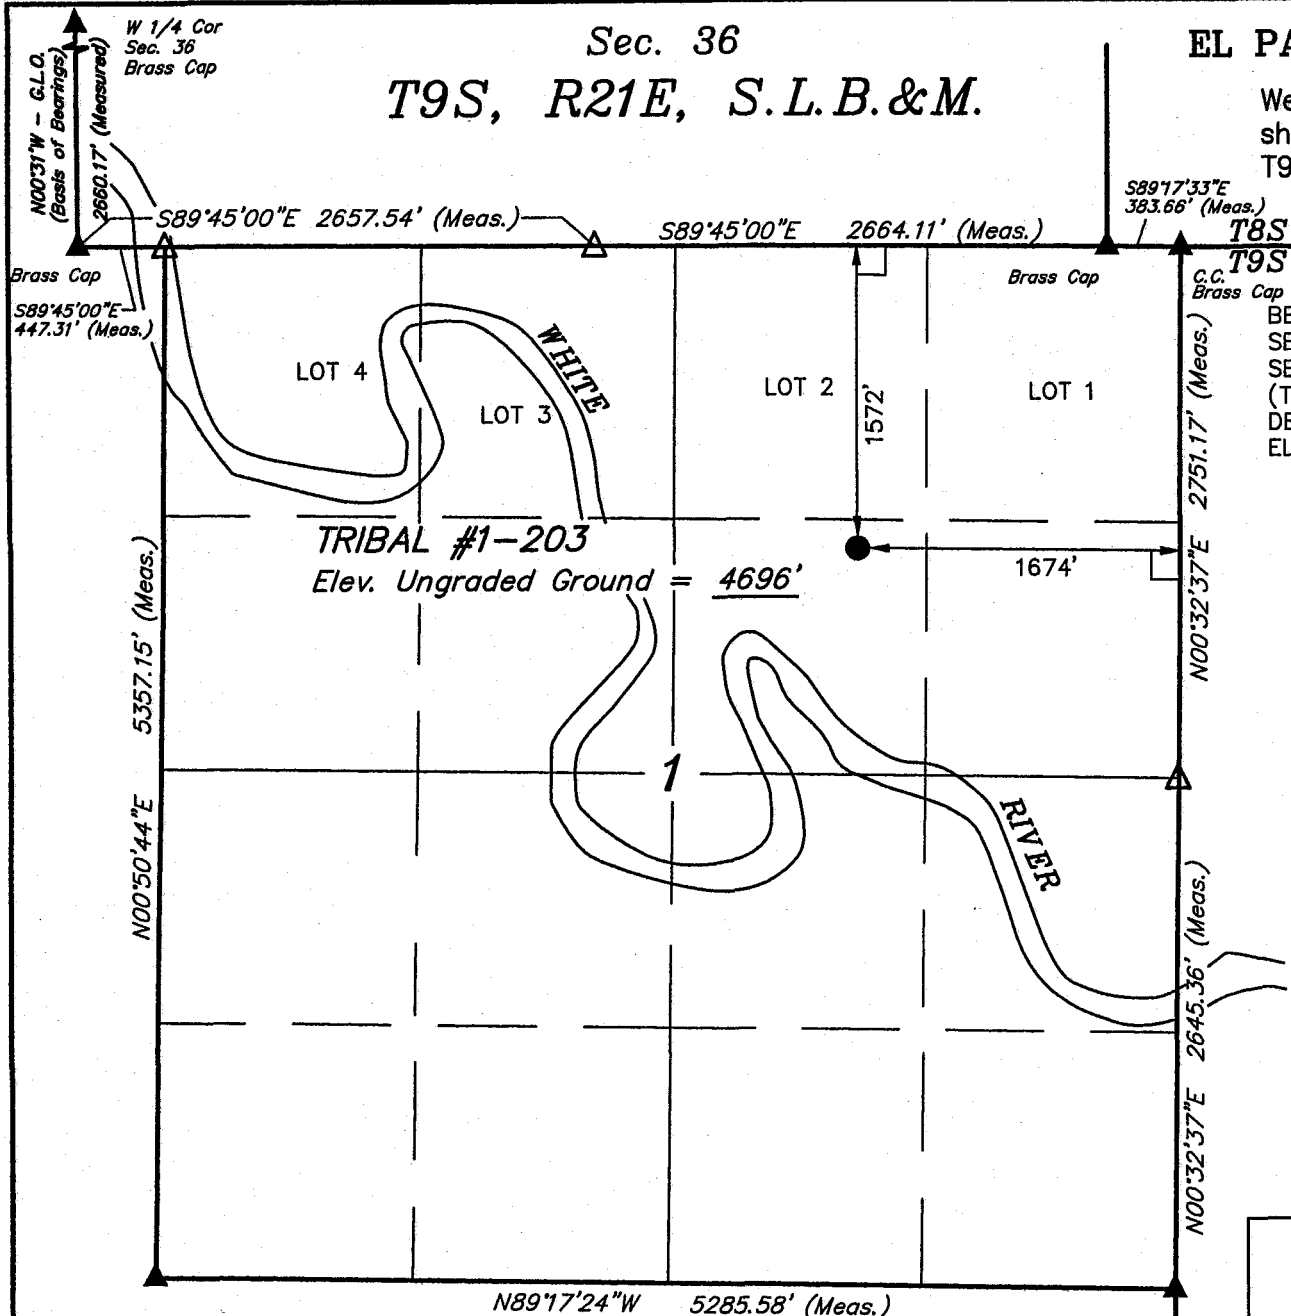 W 1/4 Cor
Sec. 36
Brass Cap
N00°31'W - G.L.O.
(Basis of Bearings)
2660.17' (Measured)
Sec. 36
T9S, R21E, S.L.B.&M.
EL PA
We
sh
T9
S89°17'33"E
383.66' (Meas.)
S89°45'00"E 2657.54' (Meas.)
S89°45'00"E 2664.11' (Meas.)
T8S
T9S
Brass Cap
Brass Cap
C.C.
Brass Cap
S89°45'00"E
447.31' (Meas.)
BE
SE
SE
(T
DE
EL
WHITE
LOT 4
LOT 3
LOT 2
LOT 1
1572'
N00°32'37"E 2751.17' (Meas.)
TRIBAL #1-203
Elev. Ungraded Ground = 4696'
1674'
N00°50'44"E 5357.15' (Meas.)
1
RIVER
N00°32'37"E 2645.36' (Meas.)
N89°17'24"W 5285.58' (Meas.)